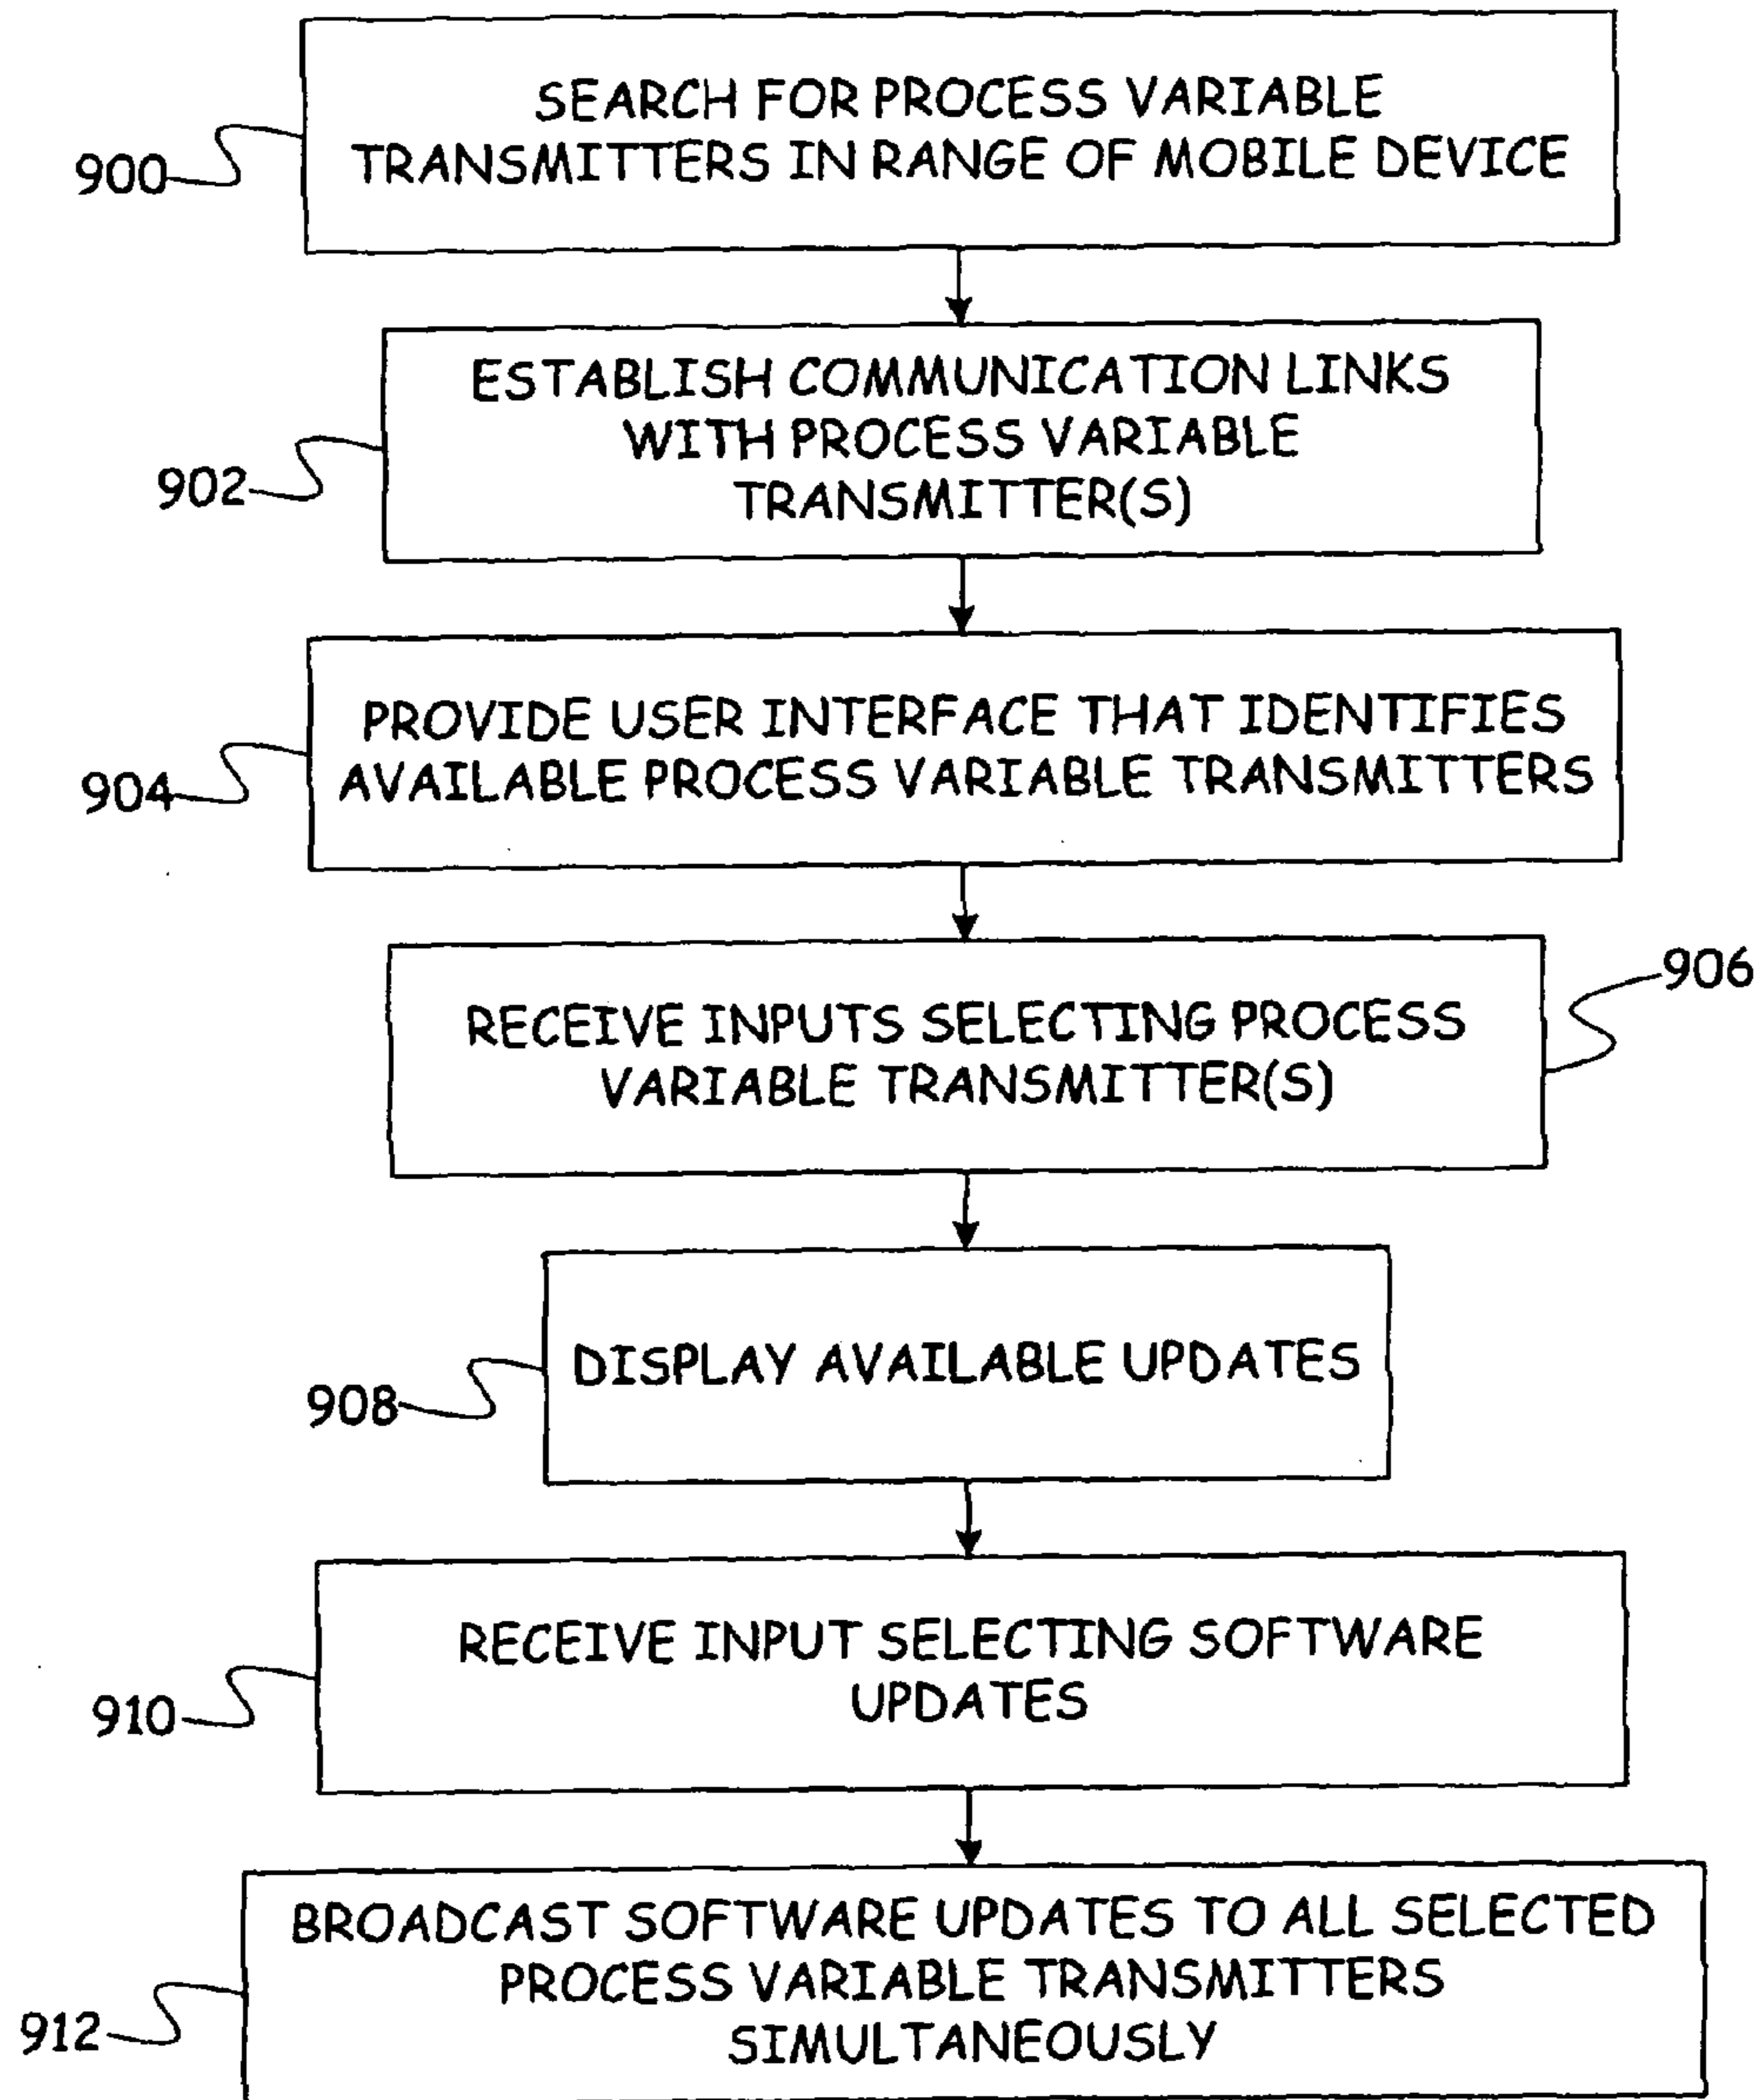 SEARCH FOR PROCESS VARIABLE
TRANSMITTERS IN RANGE OF MOBILE DEVICE
900
ESTABLISH COMMUNICATION LINKS
WITH PROCESS VARIABLE
TRANSMITTER(S)
902
PROVIDE USER INTERFACE THAT IDENTIFIES
AVAILABLE PROCESS VARIABLE TRANSMITTERS
904
RECEIVE INPUTS SELECTING PROCESS
VARIABLE TRANSMITTER(S)
906
DISPLAY AVAILABLE UPDATES
908
RECEIVE INPUT SELECTING SOFTWARE
UPDATES
910
BROADCAST SOFTWARE UPDATES TO ALL SELECTED
PROCESS VARIABLE TRANSMITTERS
SIMULTANEOUSLY
912